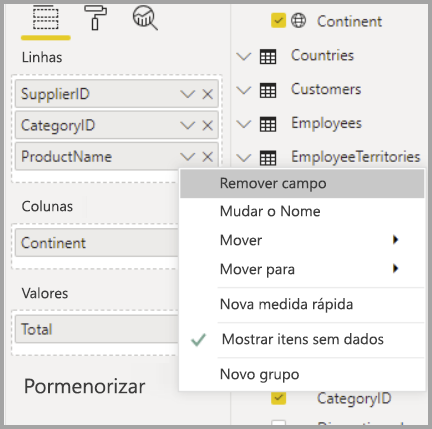 Linhas
SupplierID
CategoryID
ProductName
Colunas
Continent
Valores
Total
Pormenorizar
Continent
Countries
Customers
Employees
EmployeeTerritories
Remover campo
Mudar o Nome
Mover
Mover para
Nova medida rápida
Mostrar itens sem dados
Novo grupo
CategoryID